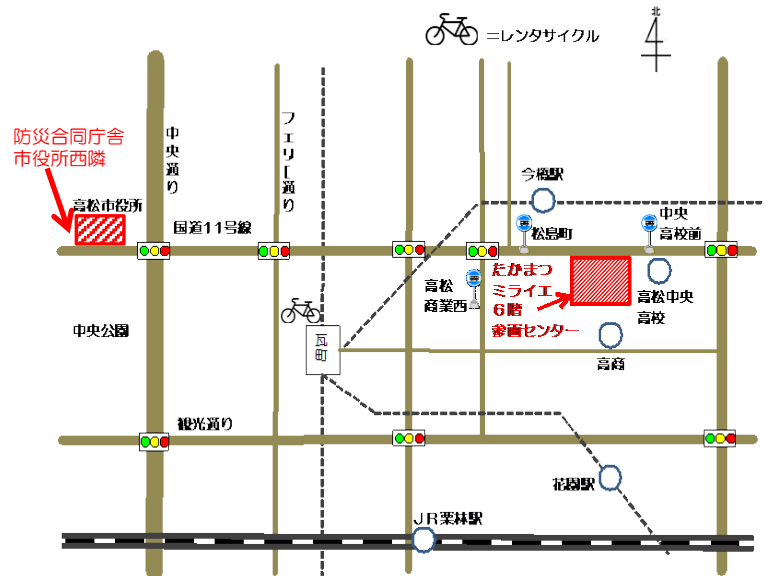 北
=レンタサイクル
防災合同庁舎
市役所西隣
中央通り
フェリー通り
高松市役所
国道11号線
今橋駅
松島町
中央
高校前
高松
商業西
たかまつ
ミライエ
6階
参画センター
高松中央
高校
高商
中央公園
瓦町
観光通り
花園駅
JR栗林駅